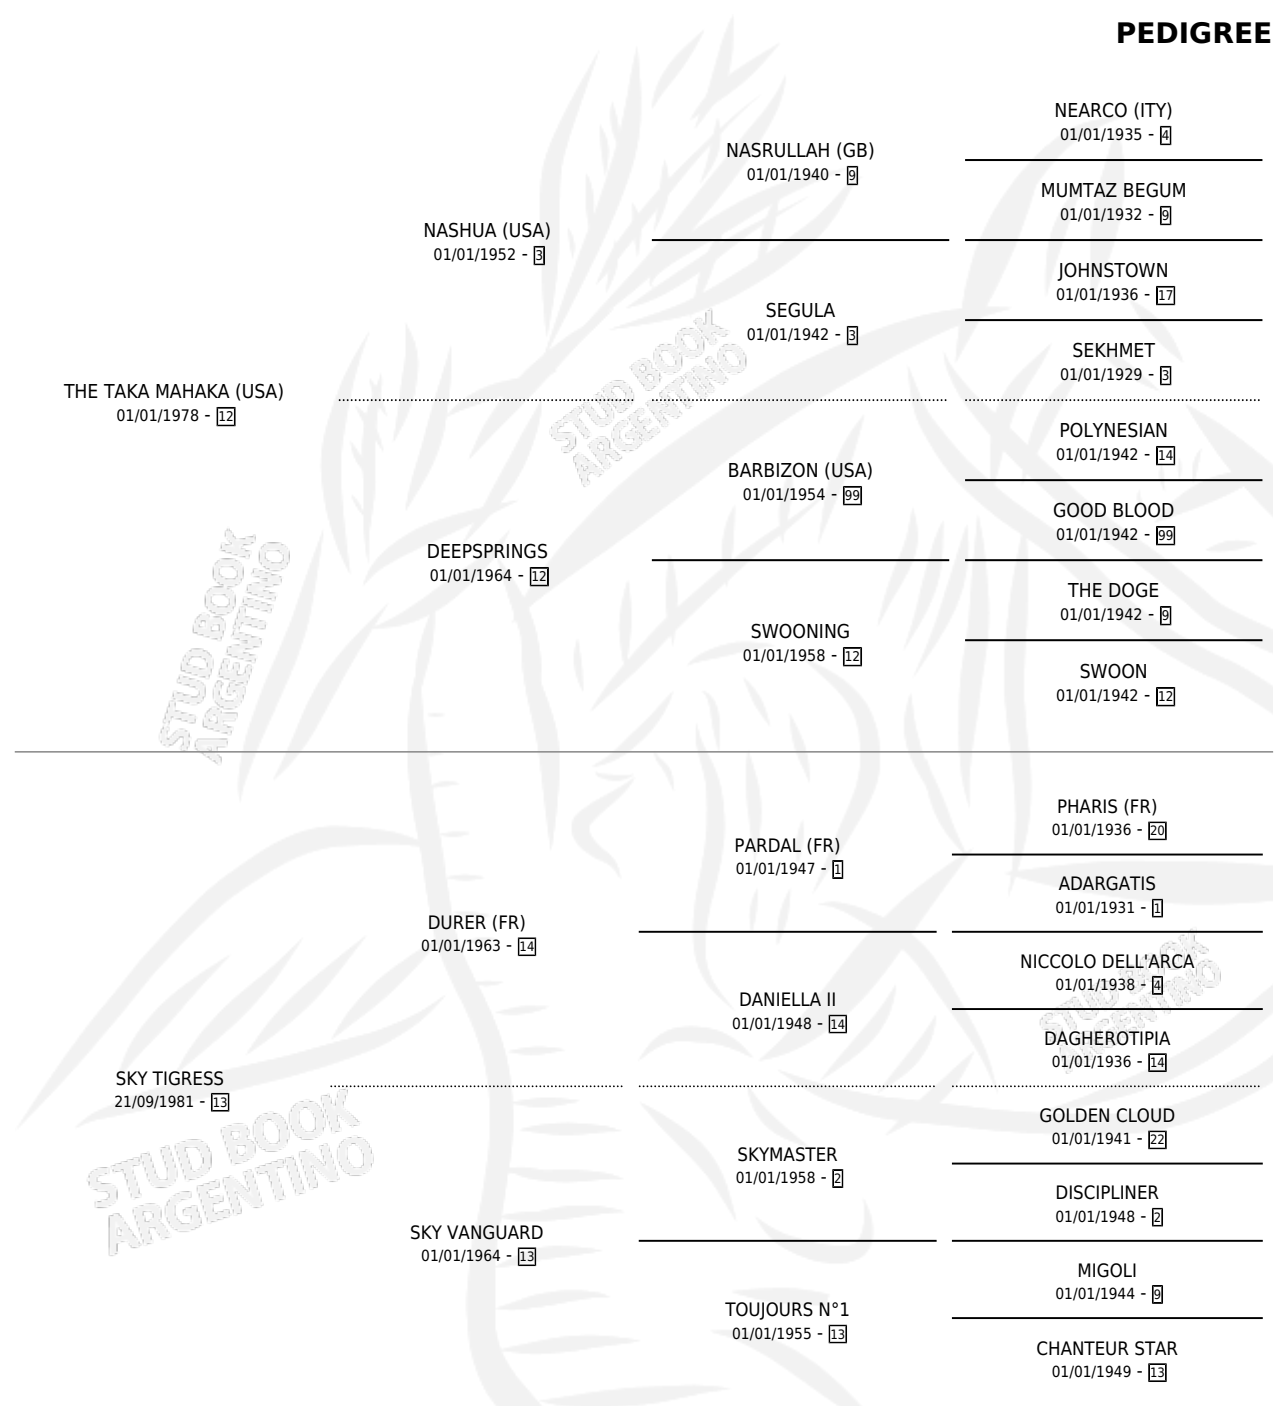 PEDIGREE
NEARCO (ITY)
01/01/1935 - 4
NASRULLAH (GB)
01/01/1940 - 9
MUMTAZ BEGUM
01/01/1932 - 9
NASHUA (USA)
01/01/1952 - 3
JOHNSTOWN
01/01/1936 - 17
SEGULA
01/01/1942 - 3
SEKHMET
01/01/1929 - 3
THE TAKA MAHAKA (USA)
01/01/1978 - 12
POLYNESIAN
01/01/1942 - 14
BARBIZON (USA)
01/01/1954 - 99
GOOD BLOOD
01/01/1942 - 99
DEEPSPRINGS
01/01/1964 - 12
THE DOGE
01/01/1942 - 9
SWOONING
01/01/1958 - 12
SWOON
01/01/1942 - 12
PHARIS (FR)
01/01/1936 - 20
PARDAL (FR)
01/01/1947 - 1
ADARGATIS
01/01/1931 - 1
DURER (FR)
01/01/1963 - 14
NICCOLO DELL'ARCA
01/01/1938 - 4
DANIELLA II
01/01/1948 - 14
DAGHEROTIPIA
01/01/1936 - 14
SKY TIGRESS
21/09/1981 - 13
GOLDEN CLOUD
01/01/1941 - 22
SKYMASTER
01/01/1958 - 2
DISCIPLINER
01/01/1948 - 2
SKY VANGUARD
01/01/1964 - 13
MIGOLI
01/01/1944 - 9
TOUJOURS N°1
01/01/1955 - 13
CHANTEUR STAR
01/01/1949 - 13
STUD BOOK
ARGENTINO
STUD BOOK
ARGENTINO
STUD BOOK
ARGENTINO
STUD BOOK
ARGENTINO